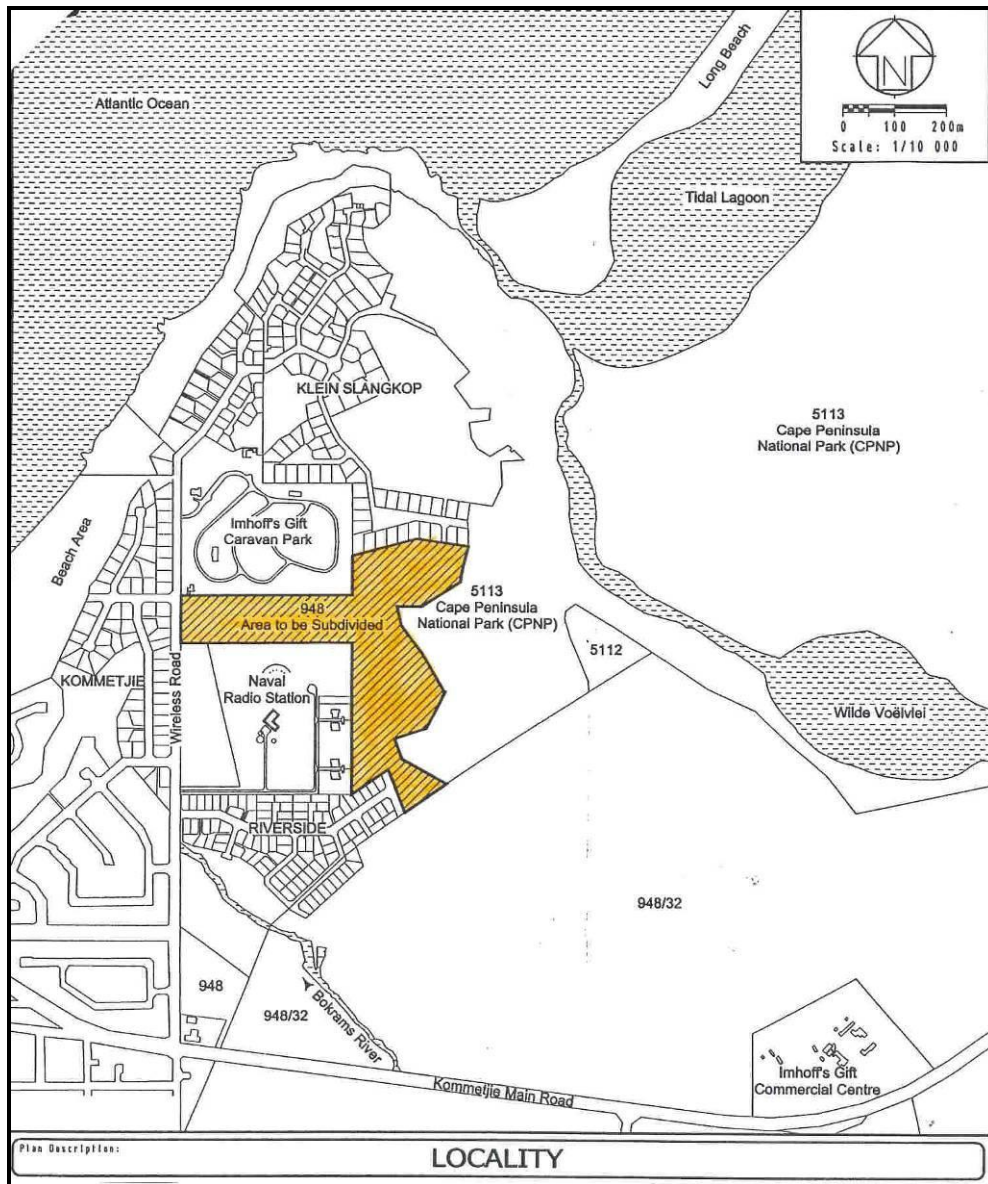 Atlantic Ocean
Long Beach
N
0 100 200m
Scale: 1/10 000
Tidal Lagoon
KLEIN SLANGKOP
5113
Cape Peninsula
National Park (CPNP)
Imhoff's Gift
Caravan Park
Beach Area
948
Area to be Subdivided
5113
Cape Peninsula
National Park (CPNP)
5112
KOMMETJIE
Wireless Road
Naval
Radio Station
Wilde Voëlvlei
RIVERSIDE
948/32
948
948/32
Bokrams River
Imhoff's Gift
Commercial Centre
Kommetjie Main Road
Plan Description:
LOCALITY